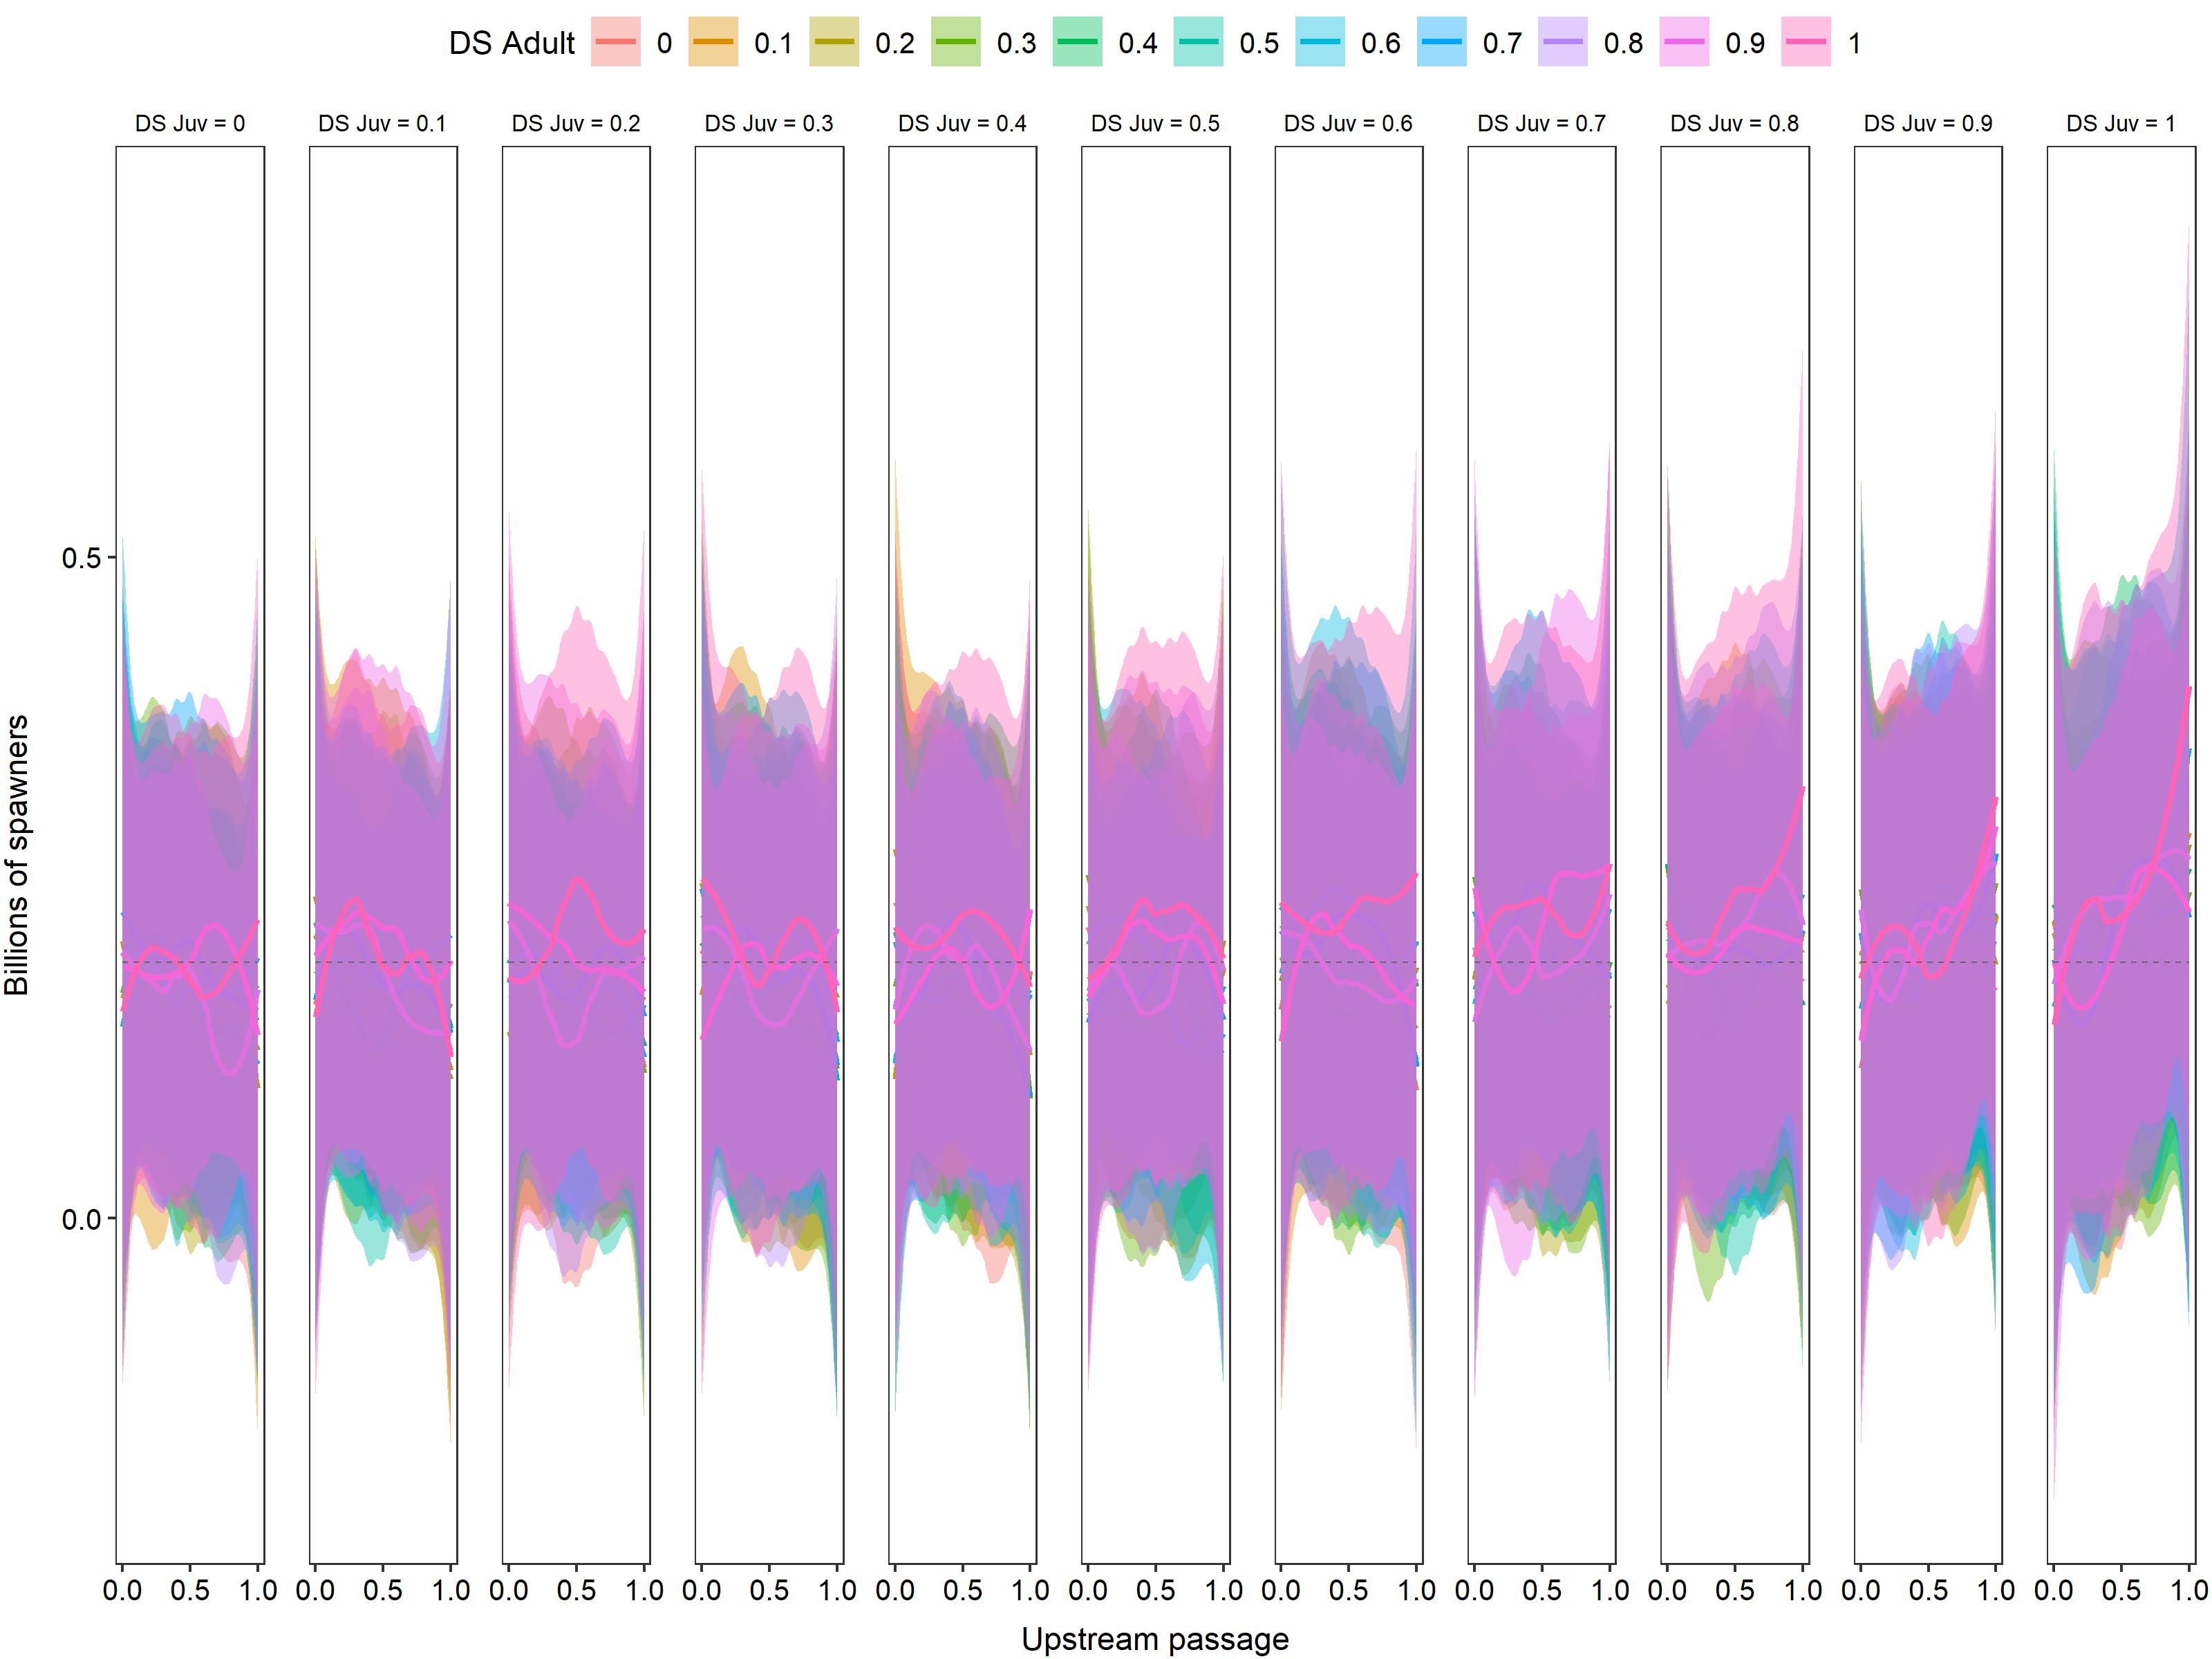 DS Adult 0 0.1 0.2 0.3 0.4 0.5 0.6 0.7 0.8 0.9 1
DS Juv = 0 DS Juv = 0.1 DS Juv = 0.2 DS Juv = 0.3 DS Juv = 0.4 DS Juv = 0.5 DS Juv = 0.6 DS Juv = 0.7 DS Juv = 0.8 DS Juv = 0.9 DS Juv = 1
0.5
0.0
Billions of spawners
0.0 0.5 1.0 0.0 0.5 1.0 0.0 0.5 1.0 0.0 0.5 1.0 0.0 0.5 1.0 0.0 0.5 1.0 0.0 0.5 1.0 0.0 0.5 1.0 0.0 0.5 1.0 0.0 0.5 1.0 0.0 0.5 1.0
Upstream passage